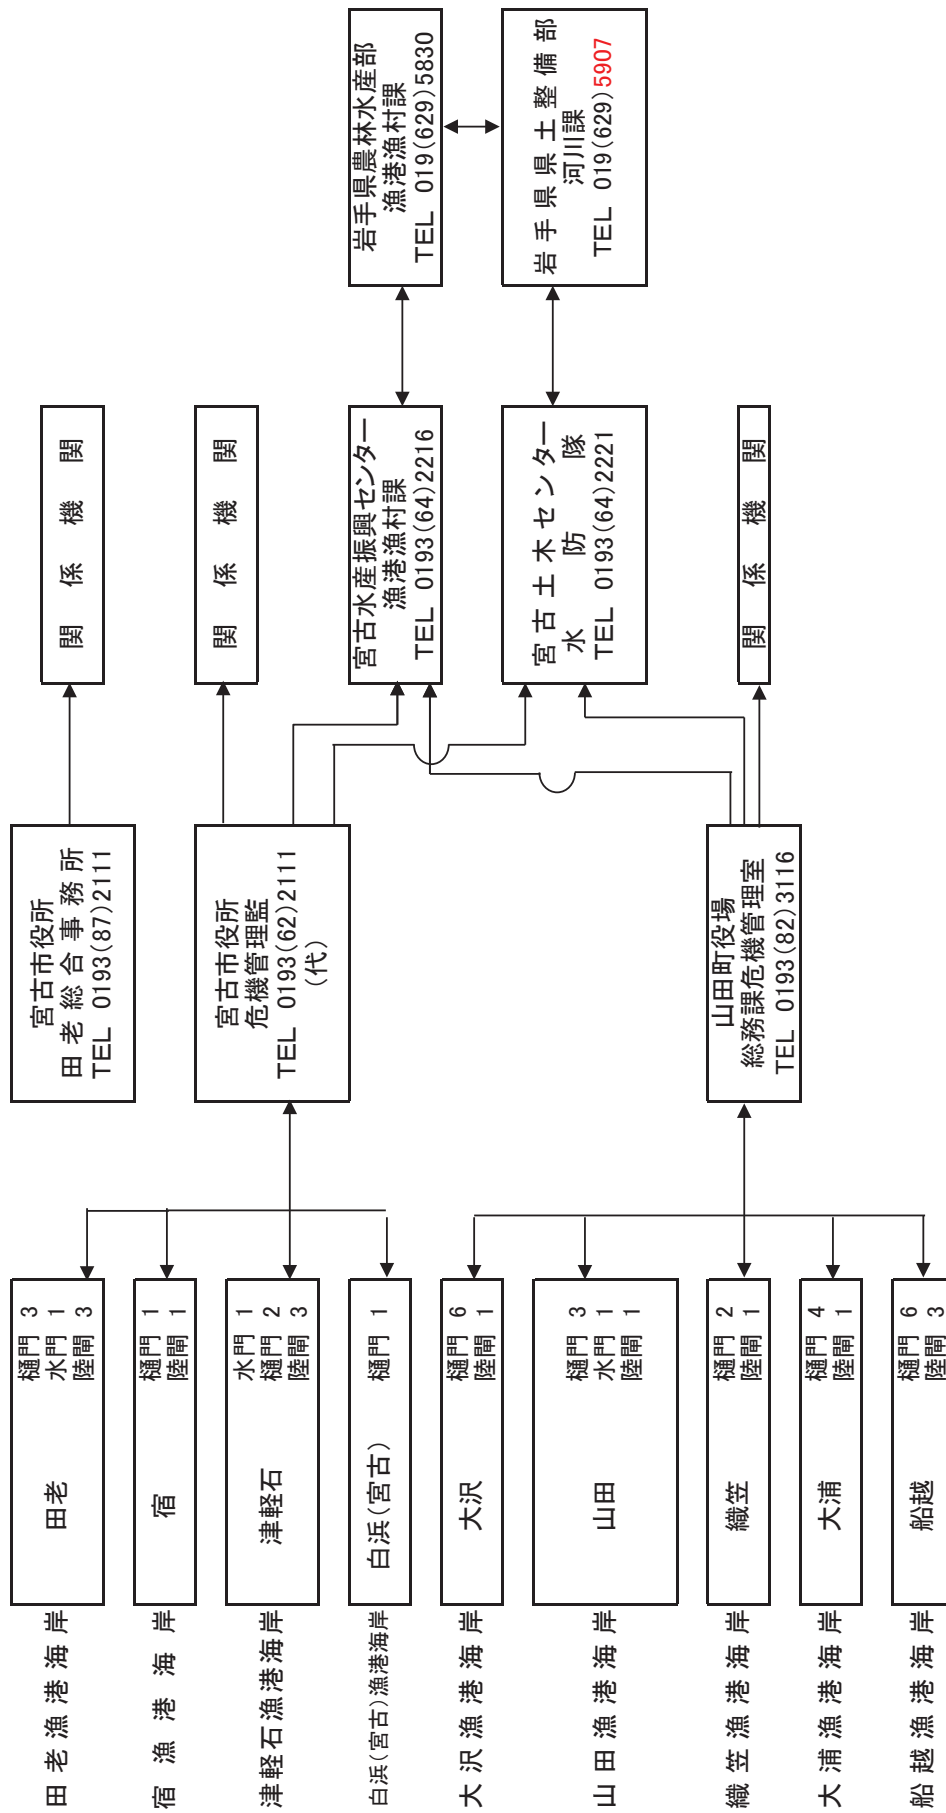 田老漁港海岸
田老
樋門 3
水門 1
陸閘 3
宿漁港海岸
宿
樋門 1
陸閘 1
津軽石漁港海岸
津軽石
水門 1
樋門 2
陸閘 3
白浜(宮古)漁港海岸
白浜(宮古)
樋門 1
大沢漁港海岸
大沢
樋門 6
陸閘 1
山田漁港海岸
山田
樋門 3
水門 1
陸閘 1
織笠漁港海岸
織笠
樋門 2
陸閘 1
大浦漁港海岸
大浦
樋門 4
陸閘 1
船越漁港海岸
船越
樋門 6
陸閘 3
宮古市役所
田老総合事務所
TEL 0193(87)2111
宮古市役所
危機管理監
TEL 0193(62)2111
(代)
山田町役場
総務課危機管理室
TEL 0193(82)3116
関係機関
関係機関
宮古水産振興センター
漁港漁村課
TEL 0193(64)2216
宮古土木センター
水防隊
TEL 0193(64)2221
関係機関
岩手県農林水産部
漁港漁村課
TEL 019(629)5830
岩手県県土整備部
河川課
TEL 019(629)5907